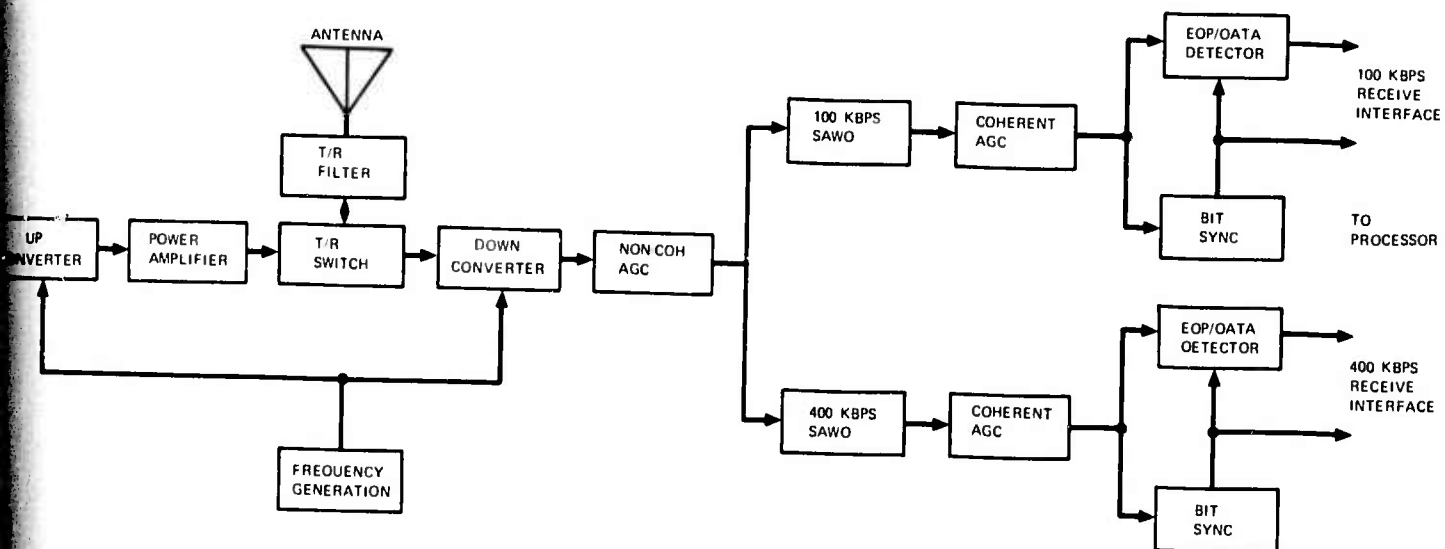 ANTENNA
T/R
FILTER
UP
NVERTER
POWER
AMPLIFIER
T/R
SWITCH
DOWN
CONVERTER
NON-COH
AGC
FREQUENCY
GENERATION
100 KBPS
SAWO
COHERENT
AGC
EOP/OATA
DETECTOR
BIT
SYNC
100 KBPS
RECEIVE
INTERFACE
TO
PROCESSOR
400 KBPS
SAWO
COHERENT
AGC
EOP/OATA
OETECTOR
BIT
SYNC
400 KBPS
RECEIVE
INTERFACE